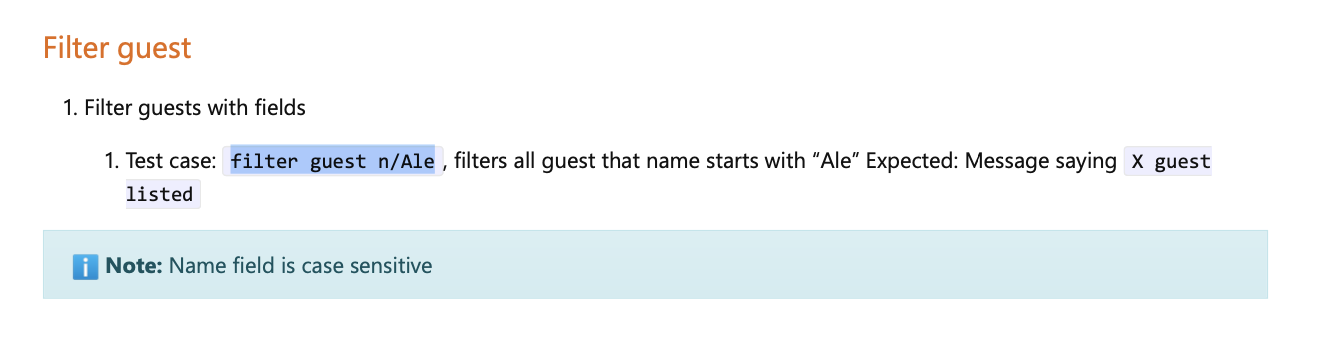 Filter guest
1. Filter guests with fields
1. Test case: filter guest n/Ale , filters all guest that name starts with “Ale” Expected: Message saying X guest
listed
Note: Name field is case sensitive